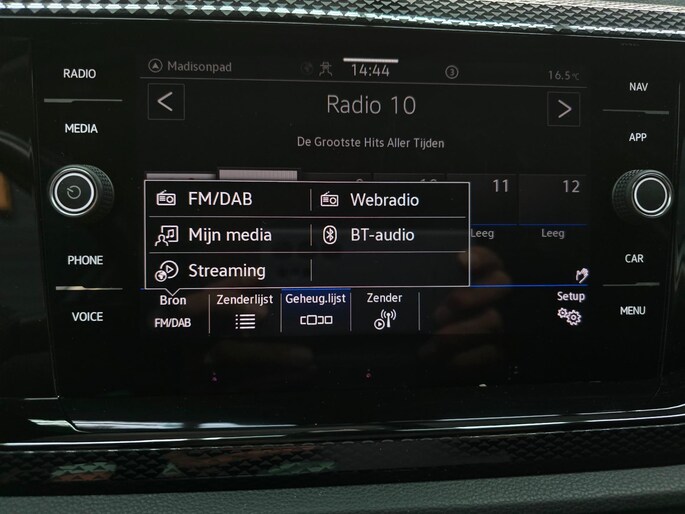 RADIO
MEDIA
PHONE
VOICE
Madisonpad
14:44
3
16.5°C
Radio 10
De Grootste Hits Aller Tijden
11
12
Leeg
Leeg
FM/DAB
Webradio
Mijn media
BT-audio
Streaming
Bron
FM/DAB
Zenderlijst
Geheug.lijst
Zender
Setup
NAV
APP
CAR
MENU